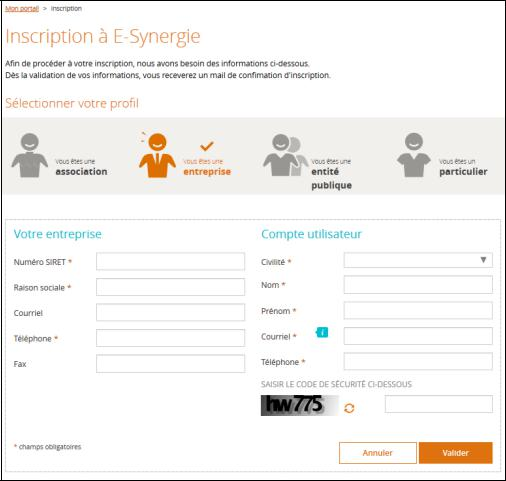 Mon portail > Inscription
Inscription à E-Synergie
Afin de procéder à votre inscription, nous avons besoin des informations ci-dessous.
Dès la validation de vos informations, vous receverez un mail de confimation d'inscription.
Sélectionner votre profil
Vous êtes une
association
Vous êtes une
entreprise
Vous êtes une
entité
publique
Vous êtes un
particulier
Votre entreprise
Numéro SIRET *
Raison sociale *
Courriel
Téléphone *
Fax
Compte utilisateur
Civilité *
Nom *
Prénom *
Courriel * i
Téléphone *
SAISIR LE CODE DE SÉCURITÉ CI-DESSOUS
hw775
* champs obligatoires
Annuler
Valider